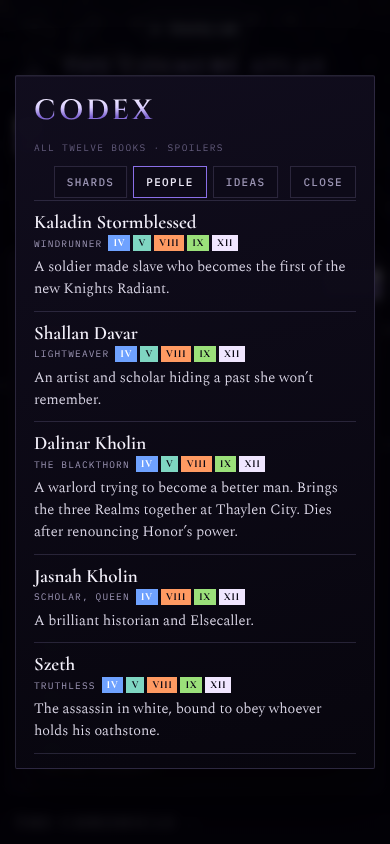 CODEX
ALL TWELVE BOOKS · SPOILERS
SHARDS PEOPLE IDEAS CLOSE
Kaladin Stormblessed
WINDRUNNER IV V VIII IX XII
A soldier made slave who becomes the first of the
new Knights Radiant.
Shallan Davar
LIGHTWEAVER IV V VIII IX XII
An artist and scholar hiding a past she won’t
remember.
Dalinar Kholin
THE BLACKTHORN IV V VIII IX XII
A warlord trying to become a better man. Brings
the three Realms together at Thaylen City. Dies
after renouncing Honor’s power.
Jasnah Kholin
SCHOLAR, QUEEN IV VIII IX XII
A brilliant historian and Elsecaller.
Szeth
TRUTHLESS IV V VIII IX XII
The assassin in white, bound to obey whoever
holds his oathstone.